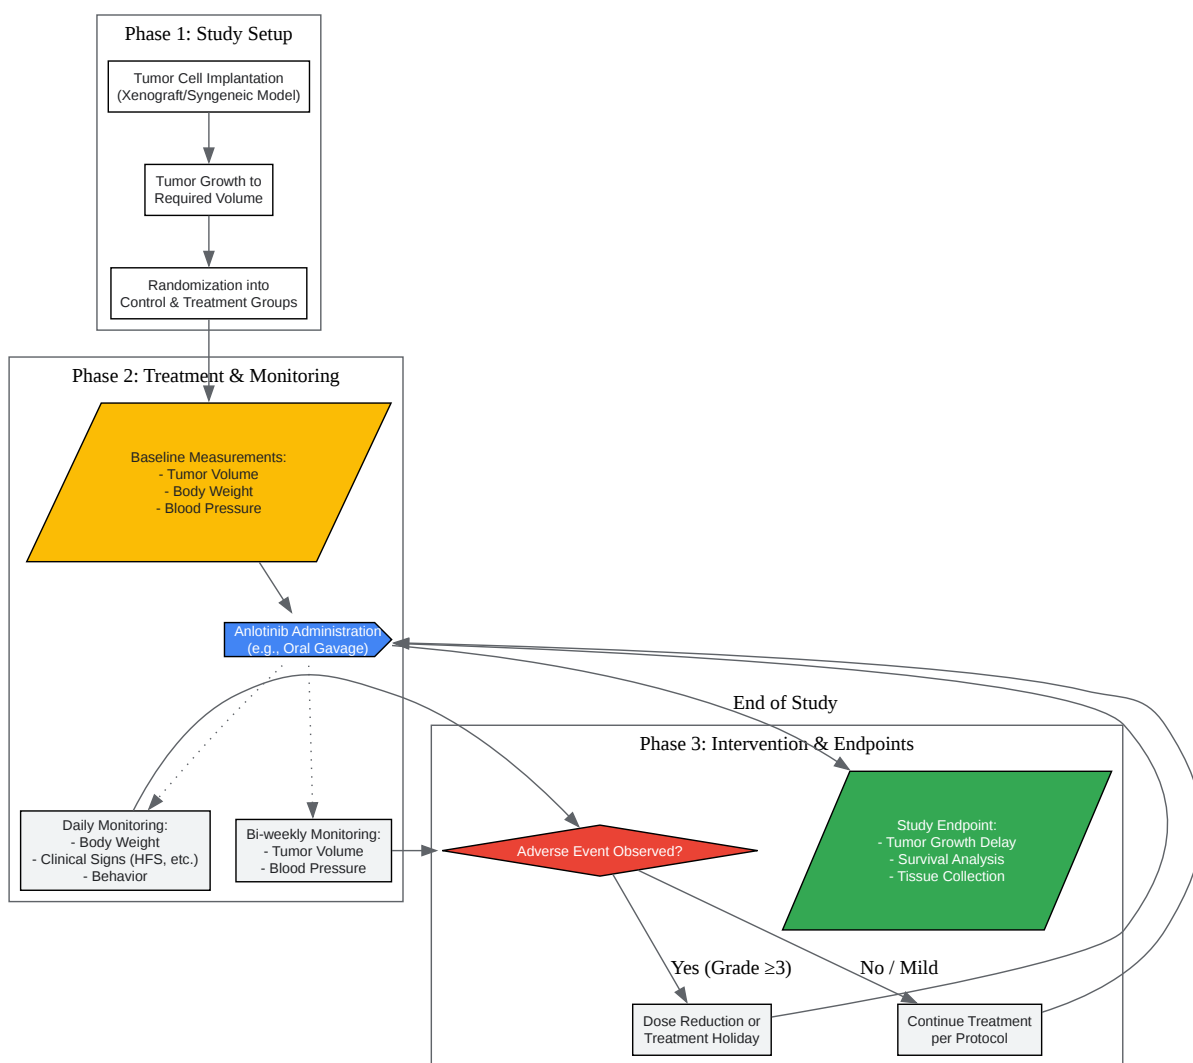 Phase 1: Study Setup
Tumor Cell Implantation
(Xenograft/Syngeneic Model)
Tumor Growth to
Required Volume
Randomization into
Control & Treatment Groups
Phase 2: Treatment & Monitoring
Baseline Measurements:
- Tumor Volume
- Body Weight
- Blood Pressure
Anlotinib Administration
(e.g., Oral Gavage)
End of Study
Phase 3: Intervention & Endpoints
Daily Monitoring:
- Body Weight
- Clinical Signs (HFS, etc.)
- Behavior
Bi-weekly Monitoring:
- Tumor Volume
- Blood Pressure
Adverse Event Observed?
Study Endpoint:
- Tumor Growth Delay
- Survival Analysis
- Tissue Collection
Yes (Grade ≥3)
No / Mild
Dose Reduction or
Treatment Holiday
Continue Treatment
per Protocol